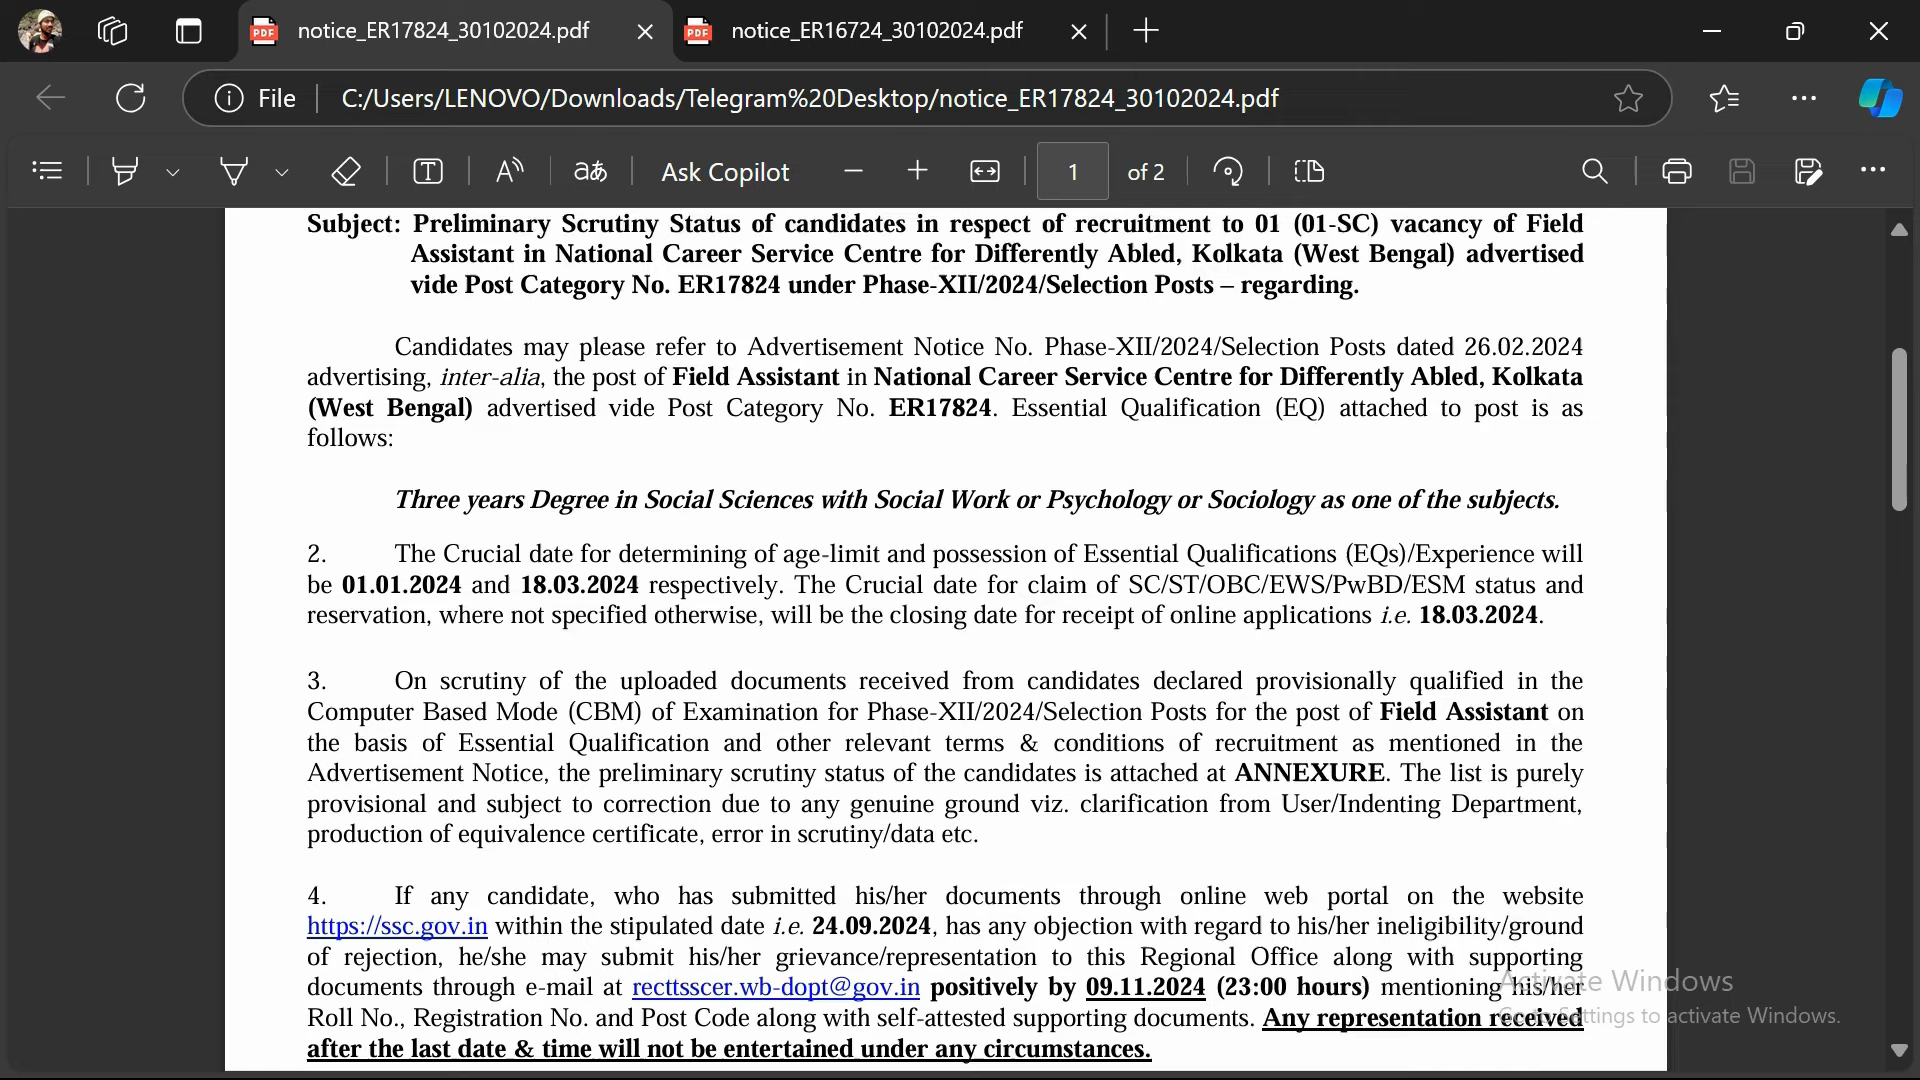 notice_ER17824_30102024.pdf
notice_ER16724_30102024.pdf
File
C:/Users/LENOVO/Downloads/Telegram%20Desktop/notice_ER17824_30102024.pdf
Ask Copilot
1 of 2
Subject: Preliminary Scrutiny Status of candidates in respect of recruitment to 01 (01-SC) vacancy of Field
Assistant in National Career Service Centre for Differently Abled, Kolkata (West Bengal) advertised
vide Post Category No. ER17824 under Phase-XII/2024/Selection Posts – regarding.
Candidates may please refer to Advertisement Notice No. Phase-XII/2024/Selection Posts dated 26.02.2024
advertising, inter-alia, the post of Field Assistant in National Career Service Centre for Differently Abled, Kolkata
(West Bengal) advertised vide Post Category No. ER17824. Essential Qualification (EQ) attached to post is as
follows:
Three years Degree in Social Sciences with Social Work or Psychology or Sociology as one of the subjects.
2. The Crucial date for determining of age-limit and possession of Essential Qualifications (EQs)/Experience will
be 01.01.2024 and 18.03.2024 respectively. The Crucial date for claim of SC/ST/OBC/EWS/PwBD/ESM status and
reservation, where not specified otherwise, will be the closing date for receipt of online applications i.e. 18.03.2024.
3. On scrutiny of the uploaded documents received from candidates declared provisionally qualified in the
Computer Based Mode (CBM) of Examination for Phase-XII/2024/Selection Posts for the post of Field Assistant on
the basis of Essential Qualification and other relevant terms & conditions of recruitment as mentioned in the
Advertisement Notice, the preliminary scrutiny status of the candidates is attached at ANNEXURE. The list is purely
provisional and subject to correction due to any genuine ground viz. clarification from User/Indenting Department,
production of equivalence certificate, error in scrutiny/data etc.
4. If any candidate, who has submitted his/her documents through online web portal on the website
https://ssc.gov.in within the stipulated date i.e. 24.09.2024, has any objection with regard to his/her ineligibility/ground
of rejection, he/she may submit his/her grievance/representation to this Regional Office along with supporting
documents through e-mail at recttsscer.wb-dopt@gov.in positively by 09.11.2024 (23:00 hours) mentioning his/her
Roll No., Registration No. and Post Code along with self-attested supporting documents. Any representation received
after the last date & time will not be entertained under any circumstances.
Activate Windows
Go to Settings to activate Windows.